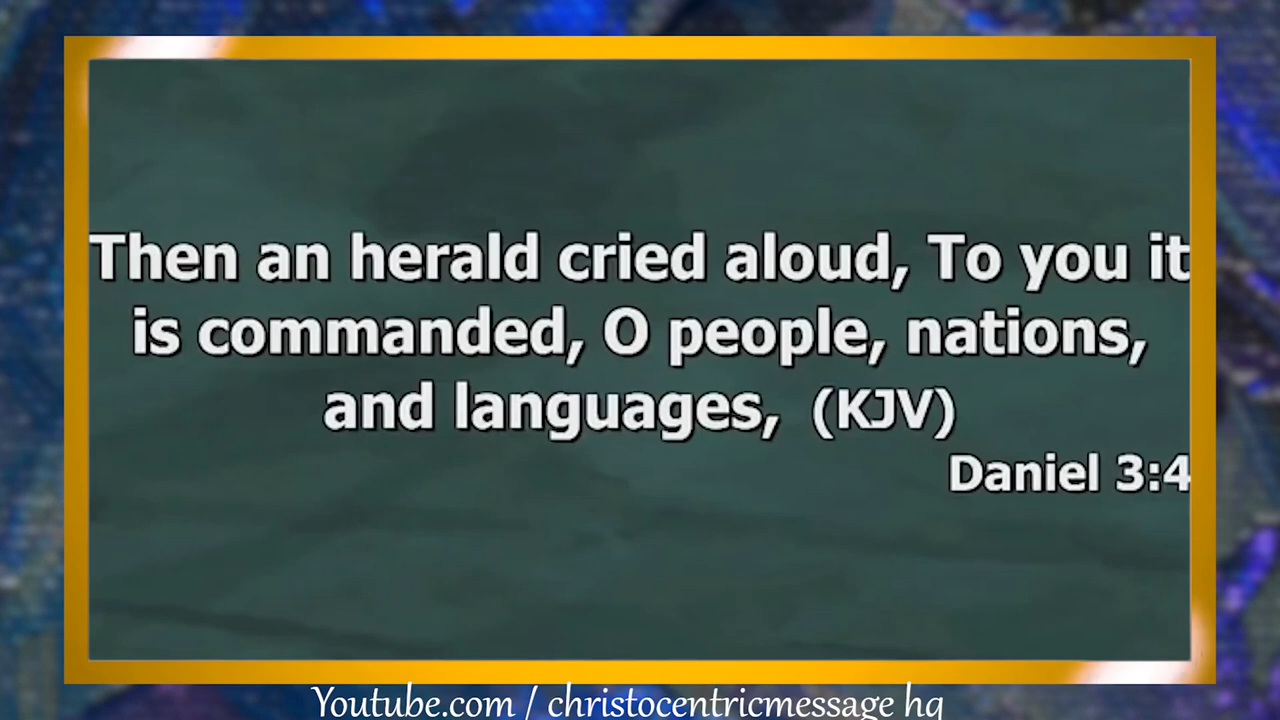 Then an herald cried aloud, To you it
is commanded, O people, nations,
and languages, (KJV)
Daniel 3:4
Youtube.com / christocentricmessage hq